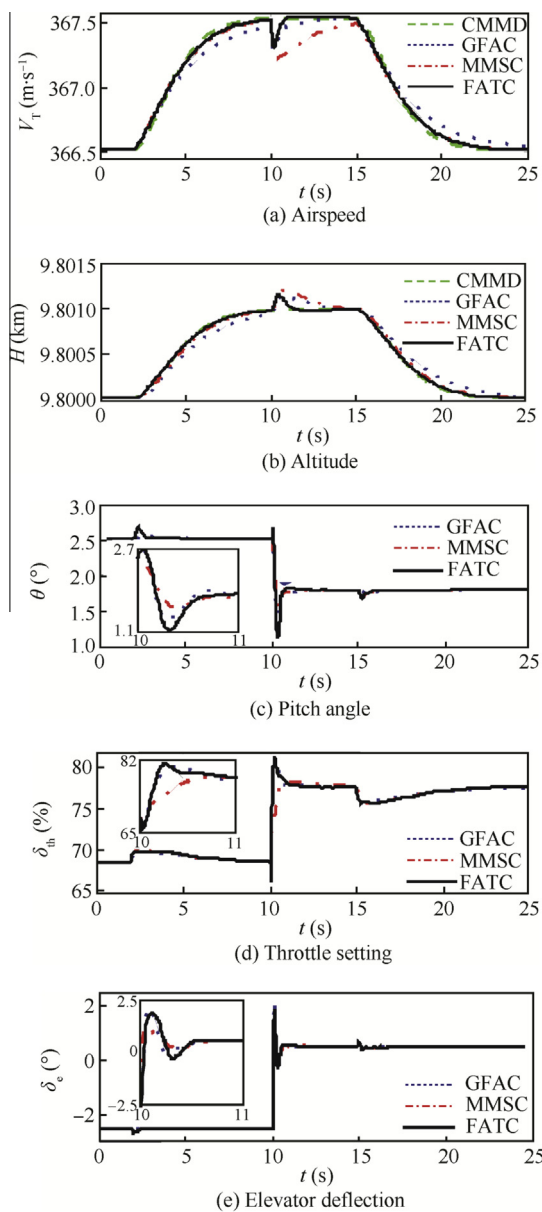 367.5
367.0
366.5
V_T (m·s⁻¹)
CMMD
GFAC
MMSC
FATC
0 5 10 15 20 25
t (s)
(a) Airspeed
9.8015
9.8010
9.8005
9.8000
H (km)
CMMD
GFAC
MMSC
FATC
0 5 10 15 20 25
t (s)
(b) Altitude
3.0
2.5
2.0
1.5
1.0
θ (°)
2.7
1.1
10 11
GFAC
MMSC
FATC
0 5 10 15 20 25
t (s)
(c) Pitch angle
80
75
70
65
δ_th (%)
82
65
10 11
GFAC
MMSC
FATC
0 5 10 15 20 25
t (s)
(d) Throttle setting
2
0
−2
δ_e (°)
2.5
0
−2.5
10 11
GFAC
MMSC
FATC
0 5 10 15 20 25
t (s)
(e) Elevator deflection